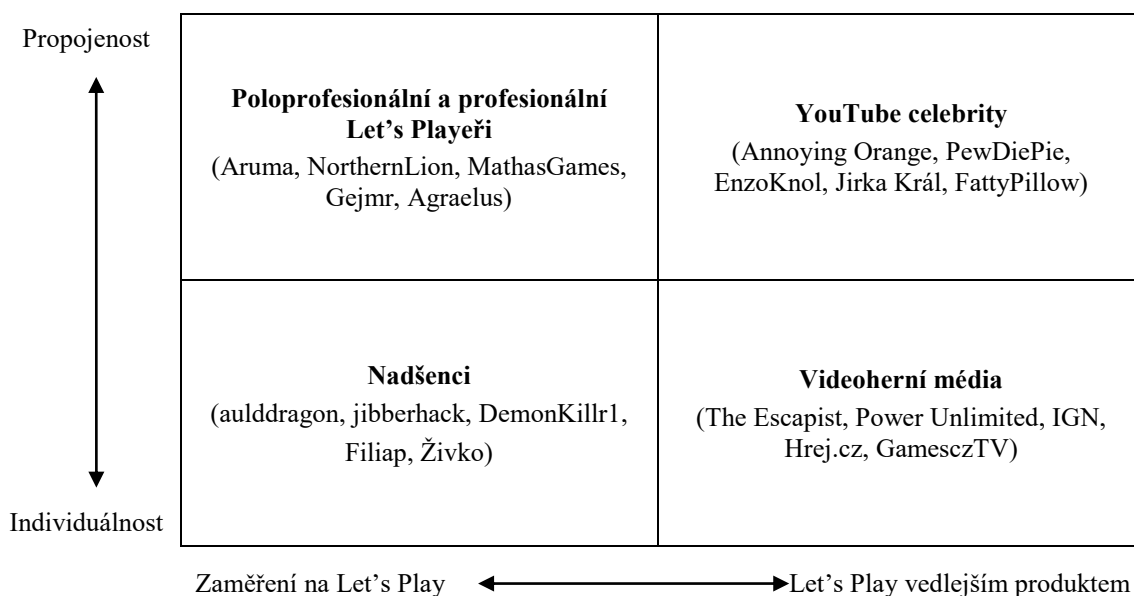 Propojenost
Poloprofesionální a profesionální
Let’s Playeři
(Aruma, NorthernLion, MathasGames,
Gejmr, Agraelus)
YouTube celebrity
(Annoying Orange, PewDiePie,
EnzoKnol, Jirka Král, FattyPillow)
Nadšenci
(aulddragon, jibberhack, DemonKillr1,
Filiap, Živko)
Videoherní média
(The Escapist, Power Unlimited, IGN,
Hrej.cz, GamesczTV)
Individuálnost
Zaměření na Let’s Play
Let’s Play vedlejším produktem